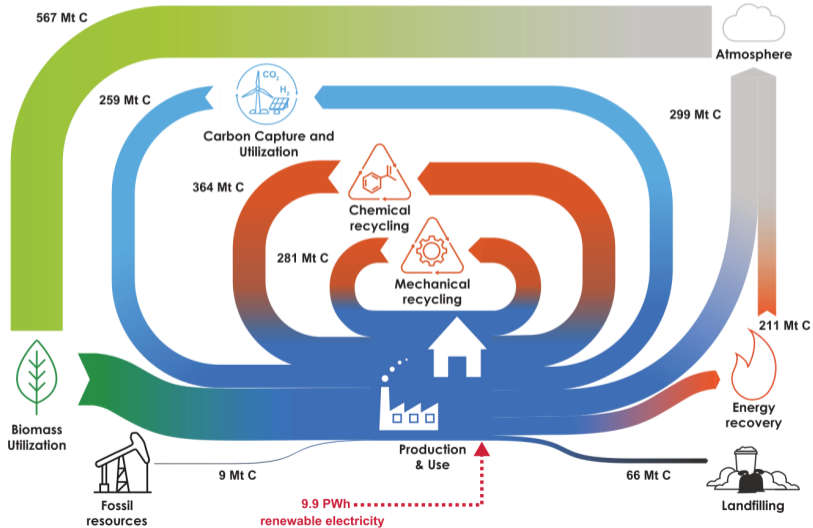 567 Mt C
Atmosphere
CO2
H2
259 Mt C
299 Mt C
Carbon Capture and
Utilization
364 Mt C
Chemical
recycling
281 Mt C
Mechanical
recycling
211 Mt C
Biomass
Utilization
Energy
recovery
Production
& Use
9 Mt C
66 Mt C
Fossil
resources
9.9 PWh
renewable electricity
Landfilling